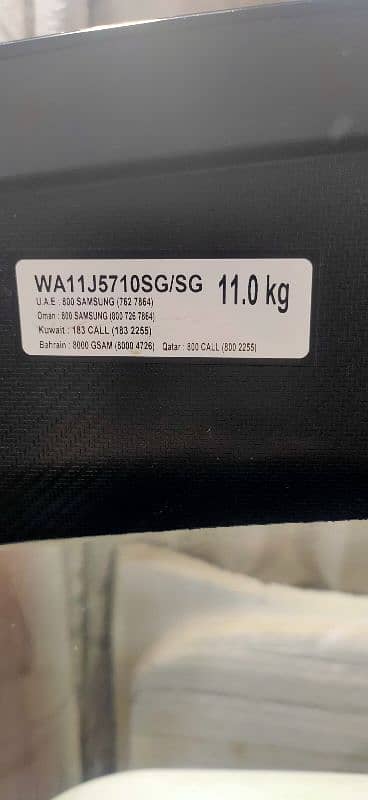 WA11J5710SG/SG 11.0 kg
U.A.E : 800 SAMSUNG (762 7864)
Oman : 800 SAMSUNG (800 726 7864)
Kuwait : 183 CALL (183 2255)
Bahrain : 8000 GSAM (8000 4726) Qatar : 800 CALL (800 2255)